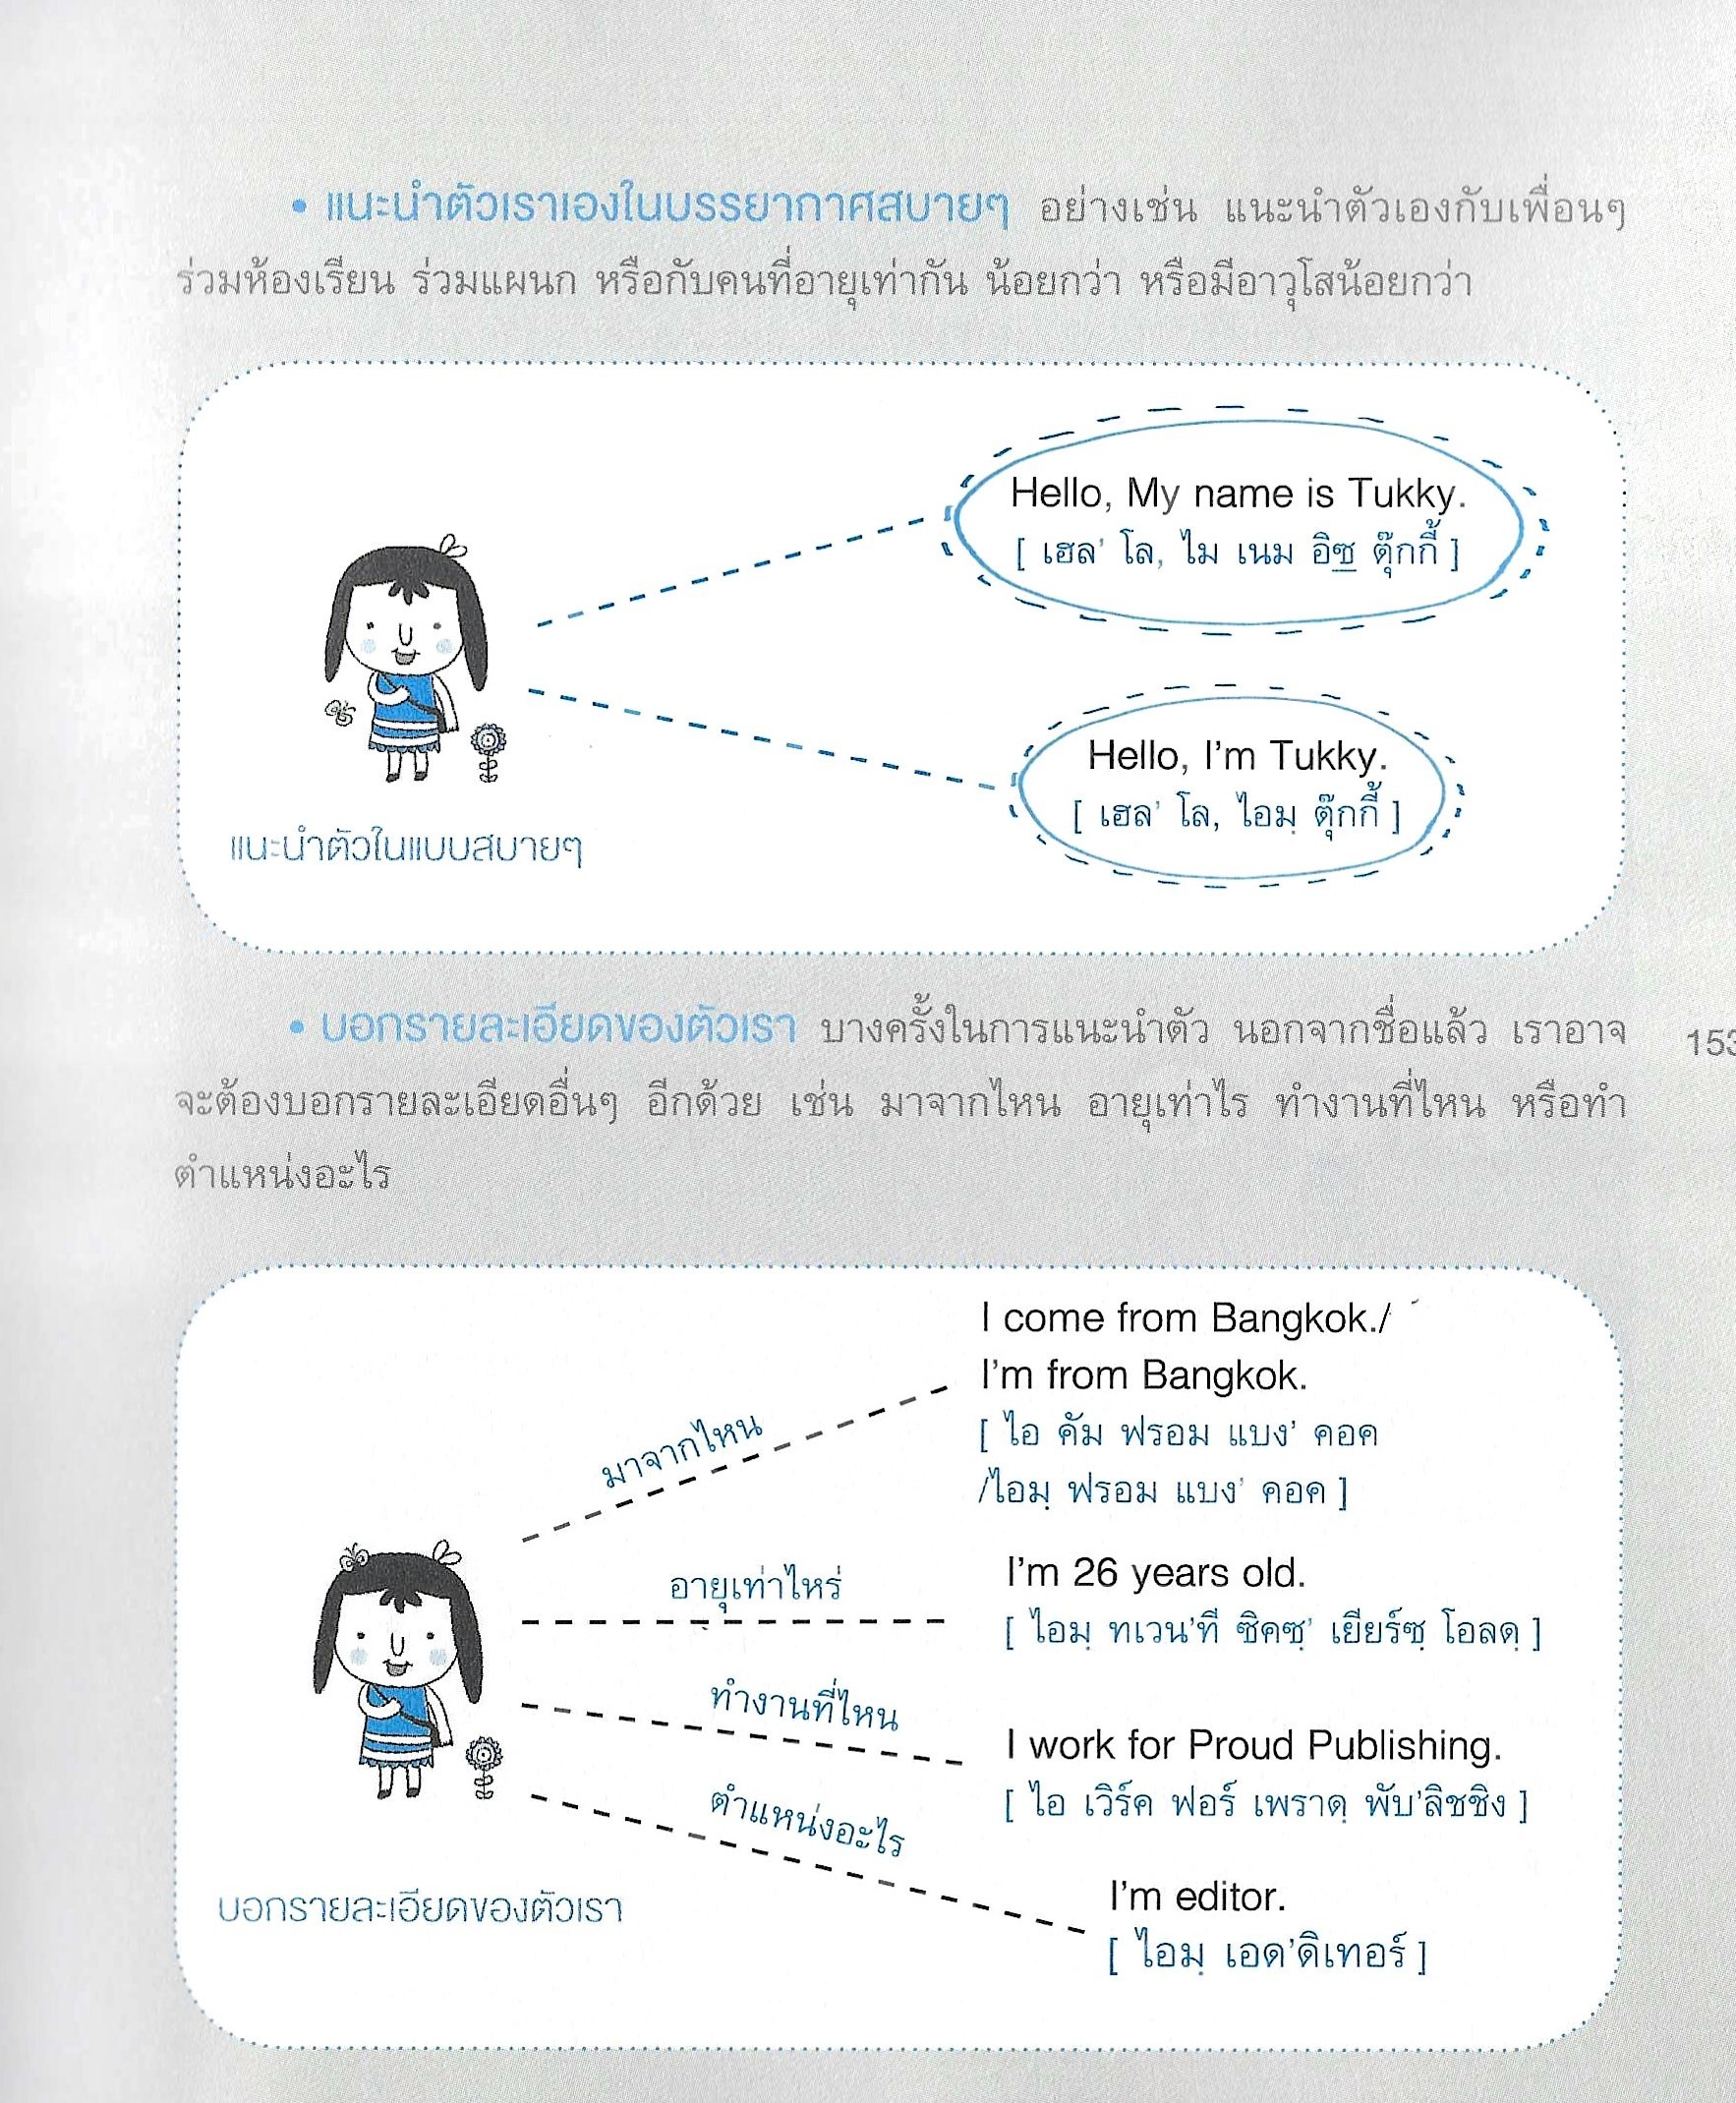 • แนะนำตัวเราเองในบรรยากาศสบายๆ อย่างเช่น แนะนำตัวเองกับเพื่อนๆ
ร่วมห้องเรียน ร่วมแผนก หรือกับคนที่อายุเท่ากัน น้อยกว่า หรือมีอาวุโสน้อยกว่า
Hello, My name is Tukky.
[ เฮล' โล, ไม เนม อิซ ตุ๊กกี้ ]
Hello, I'm Tukky.
[ เฮล' โล, ไอมฺ ตุ๊กกี้ ]
แนะนำตัวในแบบสบายๆ
• บอกรายละเอียดของตัวเรา บางครั้งในการแนะนำตัว นอกจากชื่อแล้ว เราอาจ
จะต้องบอกรายละเอียดอื่นๆ อีกด้วย เช่น มาจากไหน อายุเท่าไร ทำงานที่ไหน หรือทำ
ตำแหน่งอะไร
153
I come from Bangkok./
I'm from Bangkok.
[ ไอ คัม ฟรอม แบง' คอค
/ไอมฺ ฟรอม แบง' คอค ]
มาจากไหน
อายุเท่าไหร่
I'm 26 years old.
[ ไอมฺ ทเวน'ที ซิคซฺ' เยียร์ซฺ โอลดฺ ]
ทำงานที่ไหน
I work for Proud Publishing.
[ ไอ เวิร์ค ฟอร์ เพราดฺ พับ'ลิชชิง ]
ตำแหน่งอะไร
I'm editor.
[ ไอมฺ เอด'ดิเทอร์ ]
บอกรายละเอียดของตัวเรา